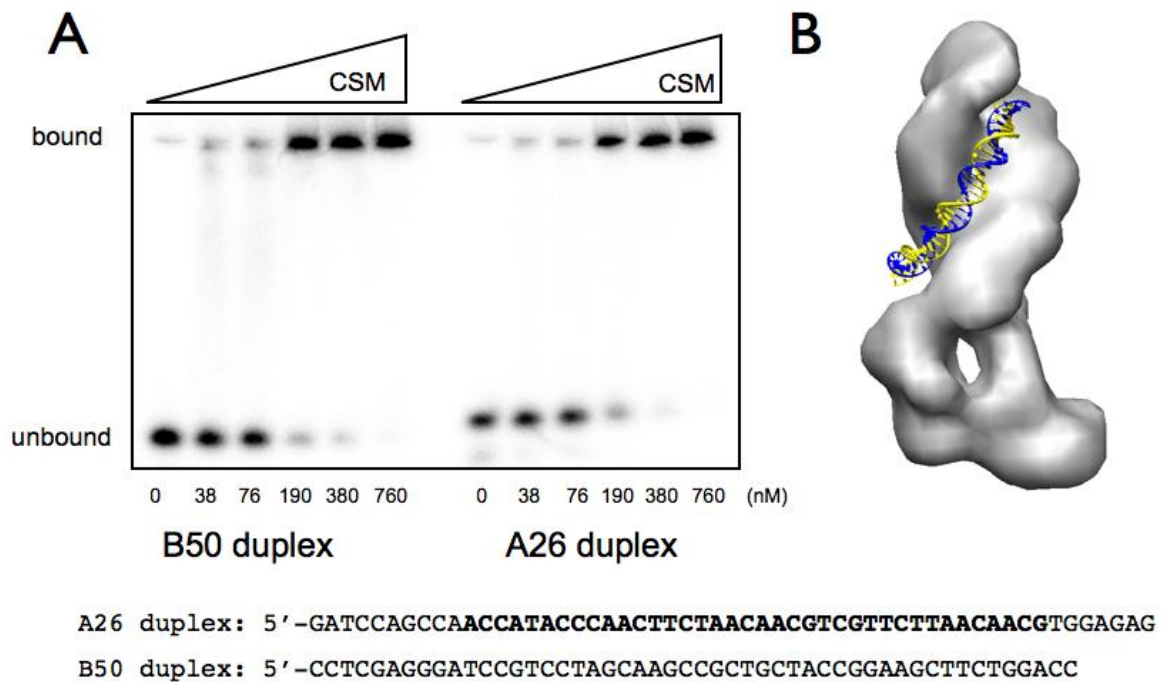 A
B
CSM
CSM
bound
unbound
0 38 76 190 380 760 0 38 76 190 380 760 (nM)
B50 duplex A26 duplex
A26 duplex: 5’-GATCCAGCCAACCATACCCAACTTCTAACAACGTCGTTCTTAACAACGTGGAGAG
B50 duplex: 5’-CCTCGAGGGATCCGTCCTAGCAAGCCGCTGCTACCGGAAGCTTCTGGACC